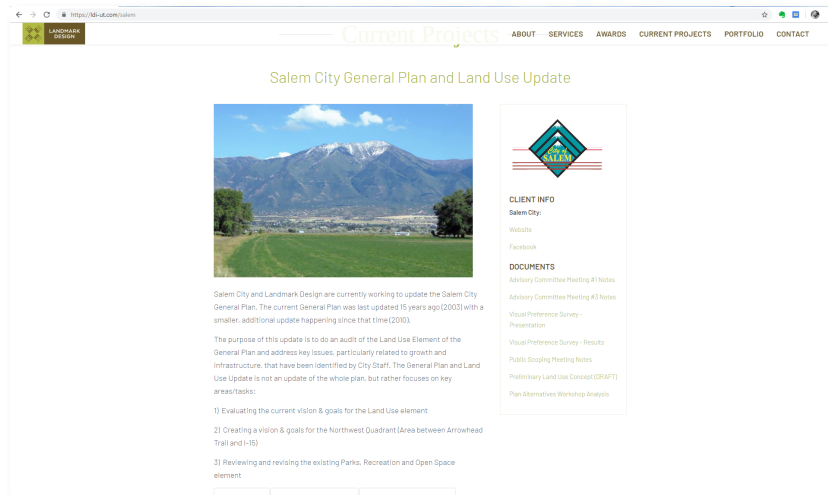 https://ldi-ut.com/salem
LANDMARK
DESIGN
Current Projects
ABOUT
SERVICES
AWARDS
CURRENT PROJECTS
PORTFOLIO
CONTACT
Salem City General Plan and Land Use Update
City of
SALEM
CLIENT INFO
Salem City:
Website
Facebook
DOCUMENTS
Advisory Committee Meeting #1 Notes
Advisory Committee Meeting #3 Notes
Visual Preference Survey -
Presentation
Visual Preference Survey - Results
Public Scoping Meeting Notes
Preliminary Land Use Concept (DRAFT)
Plan Alternatives Workshop Analysis
Salem City and Landmark Design are currently working to update the Salem City
General Plan. The current General Plan was last updated 15 years ago (2003) with a
smaller, additional update happening since that time (2010).
The purpose of this update is to do an audit of the Land Use Element of the
General Plan and address key issues, particularly related to growth and
infrastructure, that have been identified by City Staff. The General Plan and Land
Use Update is not an update of the whole plan, but rather focuses on key
areas/tasks:
1) Evaluating the current vision & goals for the Land Use element
2) Creating a vision & goals for the Northwest Quadrant (Area between Arrowhead
Trail and I-15)
3) Reviewing and revising the existing Parks, Recreation and Open Space
element